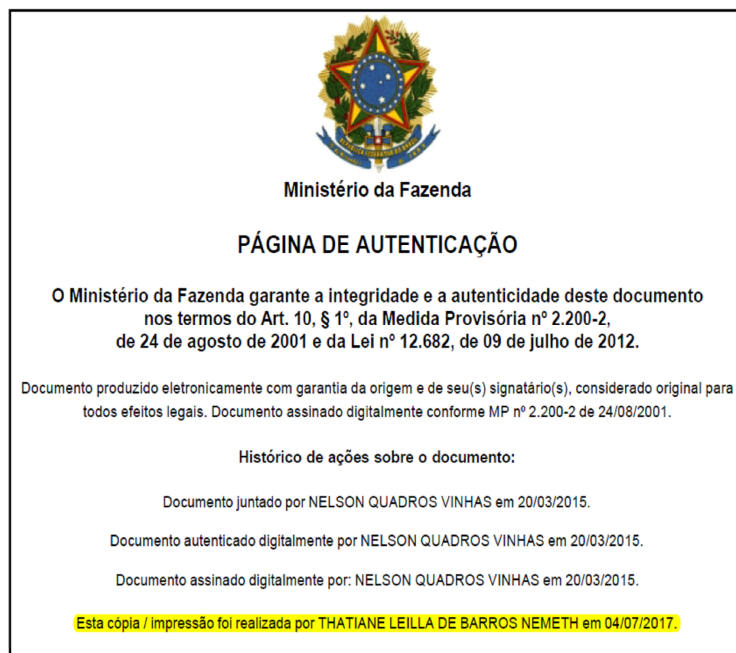 Ministério da Fazenda
PÁGINA DE AUTENTICAÇÃO
O Ministério da Fazenda garante a integridade e a autenticidade deste documento
nos termos do Art. 10, § 1º, da Medida Provisória nº 2.200-2,
de 24 de agosto de 2001 e da Lei nº 12.682, de 09 de julho de 2012.
Documento produzido eletronicamente com garantia da origem e de seu(s) signatário(s), considerado original para
todos efeitos legais. Documento assinado digitalmente conforme MP nº 2.200-2 de 24/08/2001.
Histórico de ações sobre o documento:
Documento juntado por NELSON QUADROS VINHAS em 20/03/2015.
Documento autenticado digitalmente por NELSON QUADROS VINHAS em 20/03/2015.
Documento assinado digitalmente por: NELSON QUADROS VINHAS em 20/03/2015.
Esta cópia / impressão foi realizada por THATIANE LEILLA DE BARROS NEMETH em 04/07/2017.